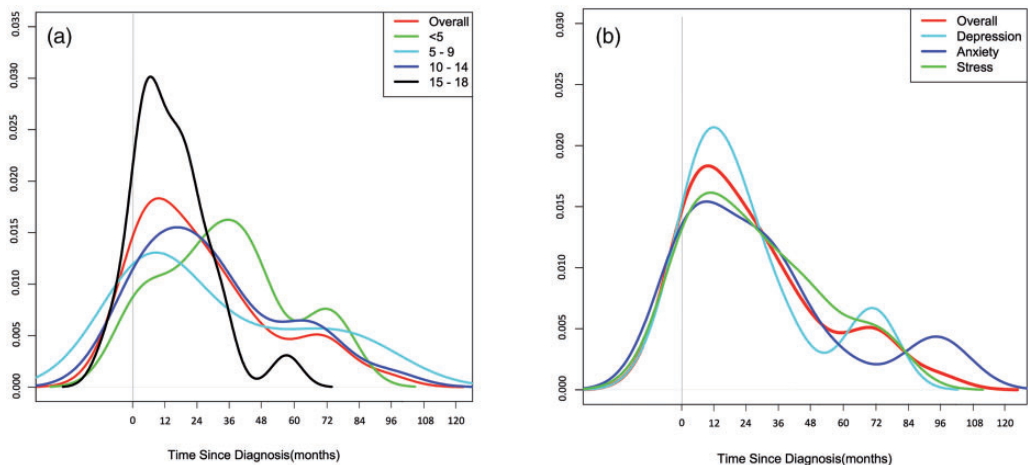 (a)
Overall
<5
5 - 9
10 - 14
15 - 18
0.035
0.030
0.025
0.020
0.015
0.010
0.005
0.000
0 12 24 36 48 60 72 84 96 108 120
Time Since Diagnosis(months)
(b)
Overall
Depression
Anxiety
Stress
0.030
0.025
0.020
0.015
0.010
0.005
0.000
0 12 24 36 48 60 72 84 96 108 120
Time Since Diagnosis(months)